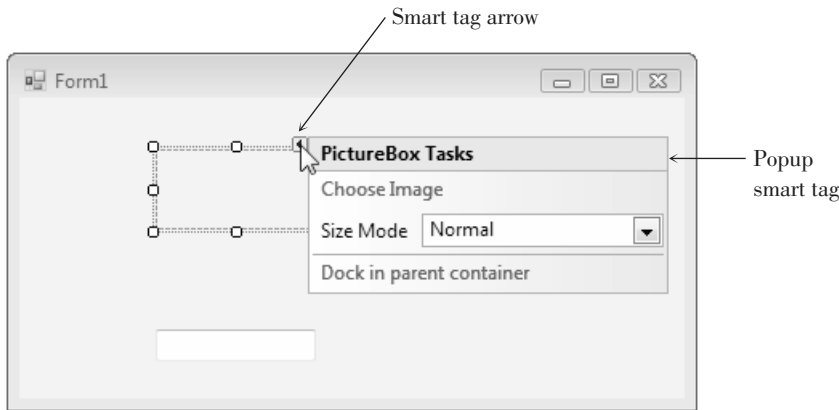 Smart tag arrow
Form1
PictureBox Tasks
Choose Image
Size Mode Normal
Dock in parent container
Popup
smart tag